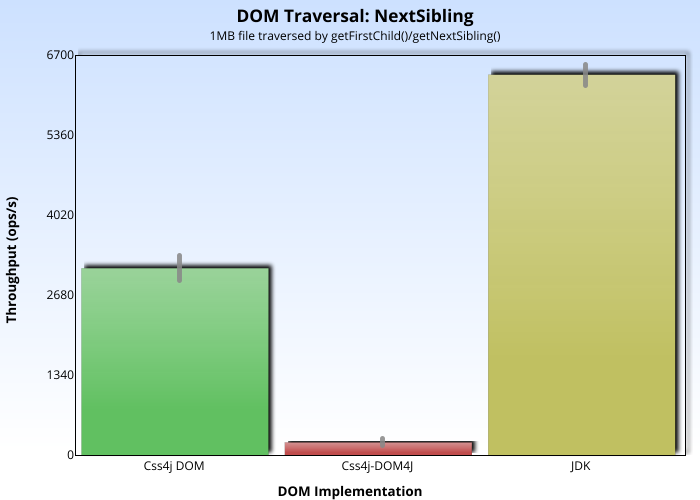 DOM Traversal: NextSibling
1MB file traversed by getFirstChild()/getNextSibling()
6700
5360
4020
2680
1340
0
Throughput (ops/s)
Css4j DOM
Css4j-DOM4J
JDK
DOM Implementation